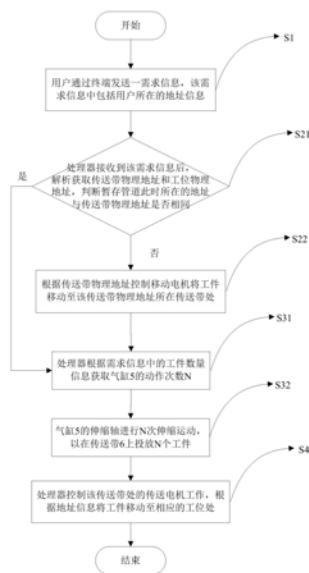 开始
S1
用户通过终端发送一需求信息，该需
求信息中包括用户所在的地址信息
是
处理器接收到该需求信息后，
解析获取传送带物理地址和工位物理
地址，判断暂存管道此时所在的地址
与传送带物理地址是否相同
S21
否
S22
根据传送带物理地址控制移动电机将工件
移动至该传送带物理地址所在传送带处
S31
处理器根据需求信息中的工件数量
信息获取气缸5的动作次数N
S32
气缸5的伸缩轴进行N次伸缩运动，
以在传送带6上投放N个工件
S4
处理器控制该传送带处的传送电机工作，根
据地址信息将工件移动至相应的工位处
结束